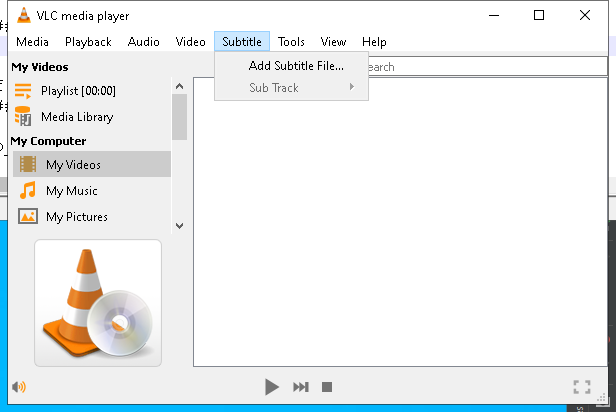 VLC media player
Media Playback Audio Video Subtitle Tools View Help
My Videos
Add Subtitle File...
earch
Playlist [00:00]
Sub Track
Media Library
My Computer
My Videos
My Music
My Pictures